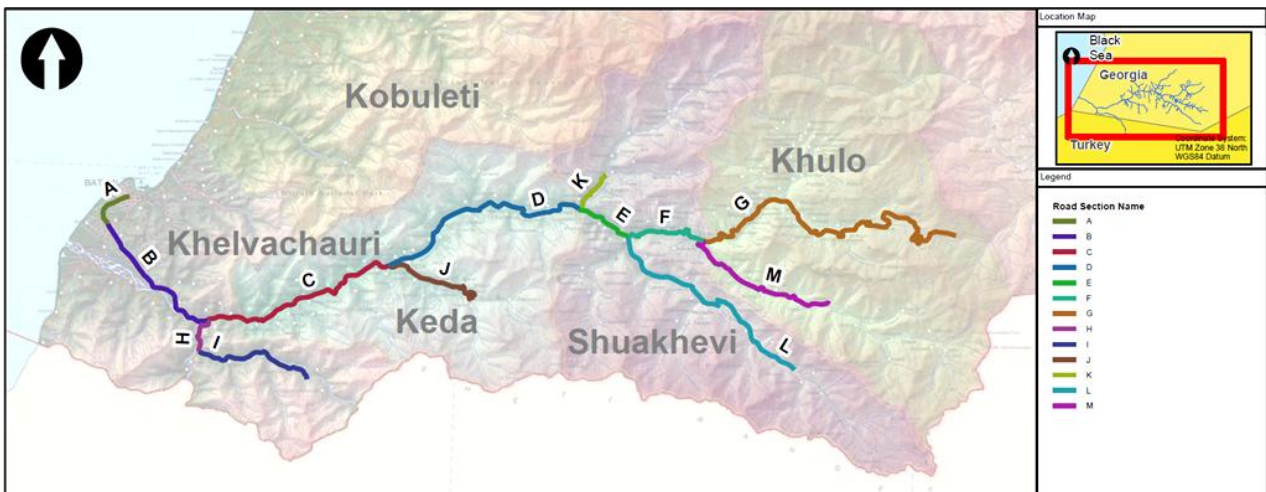 Kobuleti
Khulo
Khelvachauri
Keda
Shuakhevi
A
B
C
D
E
F
G
H
I
J
K
L
M
Location Map
Black
Sea
Georgia
Turkey
Coordinate System:
UTM Zone 38 North
WGS84 Datum
Legend
Road Section Name
A
B
C
D
E
F
G
H
I
J
K
L
M